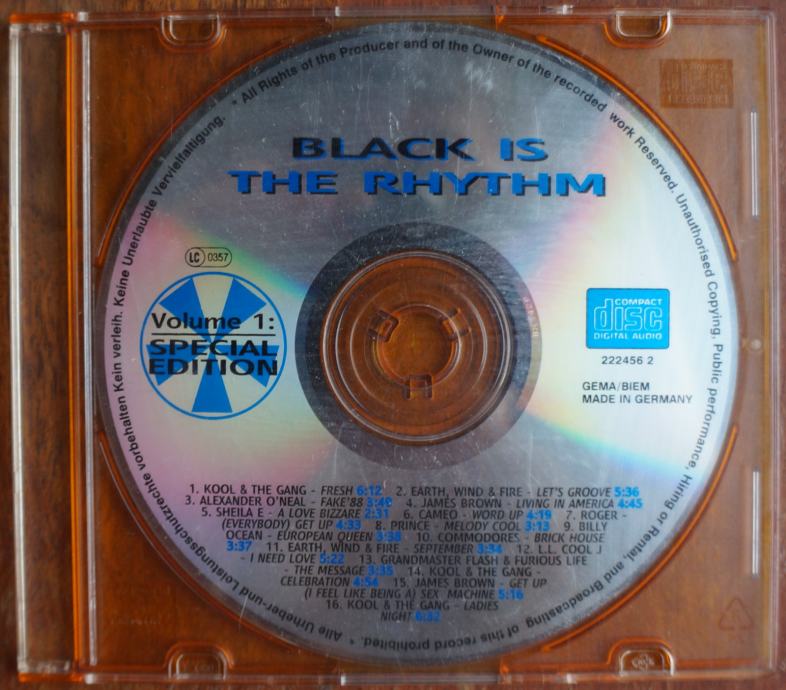 * All Rights of the Producer and of the Owner of the recorded work Reserved. Unauthorised Copying, Public performance, Hiring or Rental, and Broadcasting of this record prohibited. * Alle Urheber-und Leistungsschutzrechte vorbehalten Kein verleih. Keine Unerlaubte Vervielfältigung.
BLACK IS
THE RHYTHM
LC 0357
Volume 1:
SPECIAL
EDITION
COMPACT
disc
DIGITAL AUDIO
222456 2
GEMA/BIEM
MADE IN GERMANY
1. KOOL & THE GANG - FRESH 6:12 2. EARTH, WIND & FIRE - LET'S GROOVE 5:36
3. ALEXANDER O'NEAL - FAKE'88 3:40 4. JAMES BROWN - LIVING IN AMERICA 4:45
5. SHEILA E - A LOVE BIZZARE 2:31 6. CAMEO - WORD UP 4:19 7. ROGER -
(EVERYBODY) GET UP 4:33 8. PRINCE - MELODY COOL 3:13 9. BILLY
OCEAN - EUROPEAN QUEEN 3:38 10. COMMODORES - BRICK HOUSE
3:37 11. EARTH, WIND & FIRE - SEPTEMBER 3:34 12. L.L. COOL J
- I NEED LOVE 5:22 13. GRANDMASTER FLASH & FURIOUS LIFE
- THE MESSAGE 3:35 14. KOOL & THE GANG -
CELEBRATION 4:54 15. JAMES BROWN - GET UP
(I FEEL LIKE BEING A) SEX MACHINE 5:16
16. KOOL & THE GANG - LADIES
NIGHT 6:32